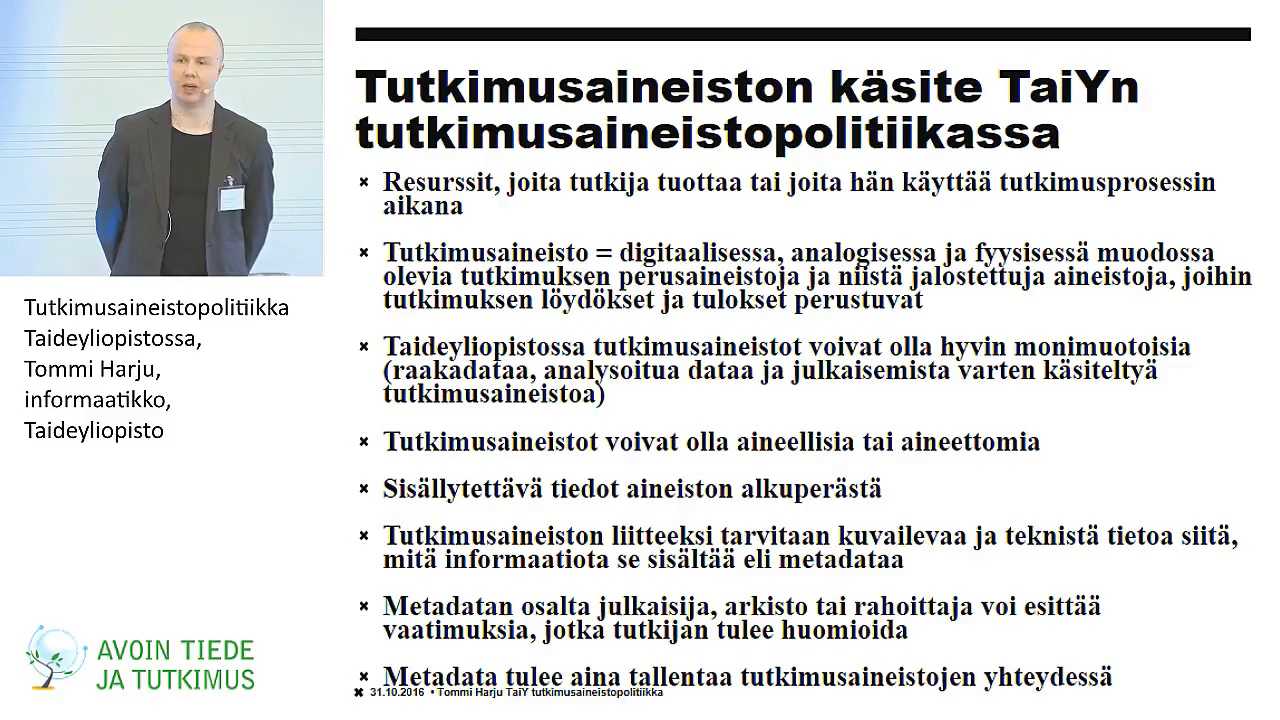 Tutkimusaineiston käsite TaiYn
tutkimusaineistopolitiikassa
Resurssit, joita tutkija tuottaa tai joita hän käyttää tutkimusprosessin
aikana
Tutkimusaineisto = digitaalisessa, analogisessa ja fyysisessä muodossa
olevia tutkimuksen perusaineistoja ja niistä jalostettuja aineistoja, joihin
tutkimuksen löydökset ja tulokset perustuvat
Taideyliopistossa tutkimusaineistot voivat olla hyvin monimuotoisia
(raakadataa, analysoitua dataa ja julkaisemista varten käsiteltyä
tutkimusaineistoa)
Tutkimusaineistot voivat olla aineellisia tai aineettomia
Sisällytettävä tiedot aineiston alkuperästä
Tutkimusaineiston liitteeksi tarvitaan kuvailevaa ja teknistä tietoa siitä,
mitä informaatiota se sisältää eli metadataa
Metadatan osalta julkaisija, arkisto tai rahoittaja voi esittää
vaatimuksia, jotka tutkijan tulee huomioida
Metadata tulee aina tallentaa tutkimusaineistojen yhteydessä
31.10.2016 • Tommi Harju TaiY tutkimusaineistopolitiikka
Tutkimusaineistopolitiikka
Taideyliopistossa,
Tommi Harju,
informaatikko,
Taideyliopisto
AVOIN TIEDE
JA TUTKIMUS